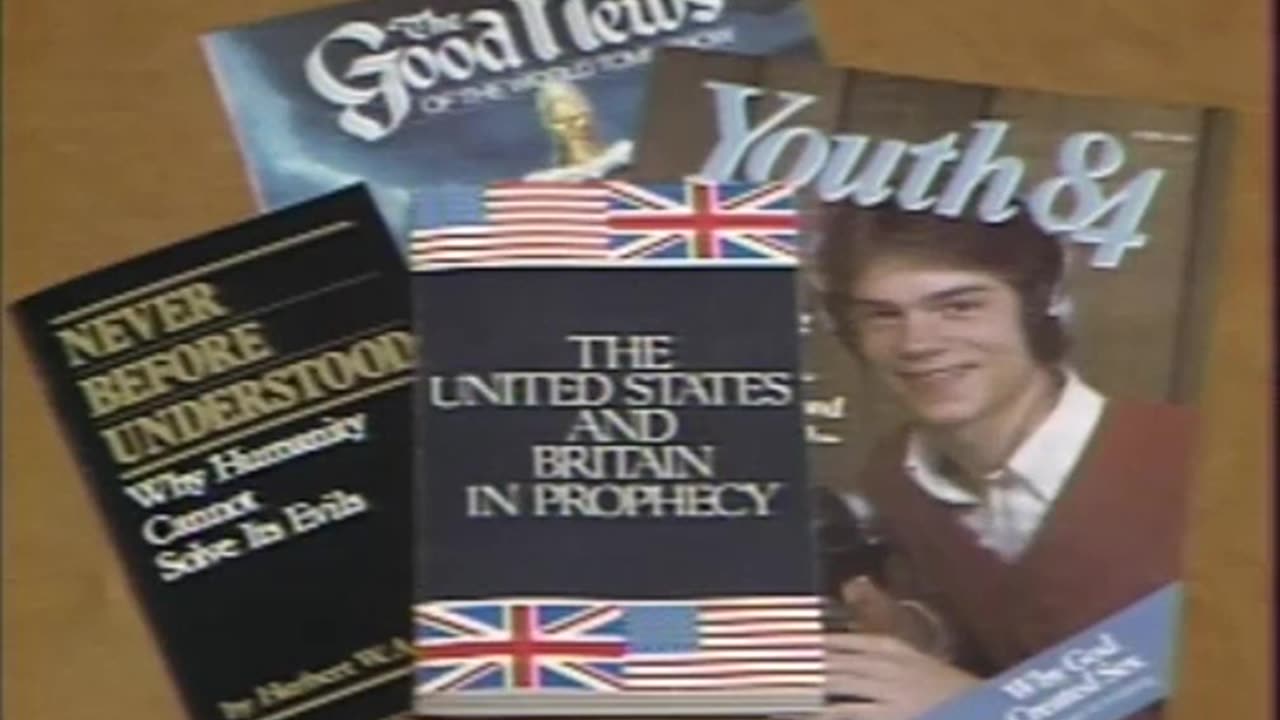 The
Good News
OF THE WORLD TOMORROW
Youth 84
NEVER
BEFORE
UNDERSTOOD
Why Humanity
Cannot
Solve Its Evils
by Herbert W. A
THE
UNITED STATES
AND
BRITAIN
IN PROPHECY
Why God
Created Sex